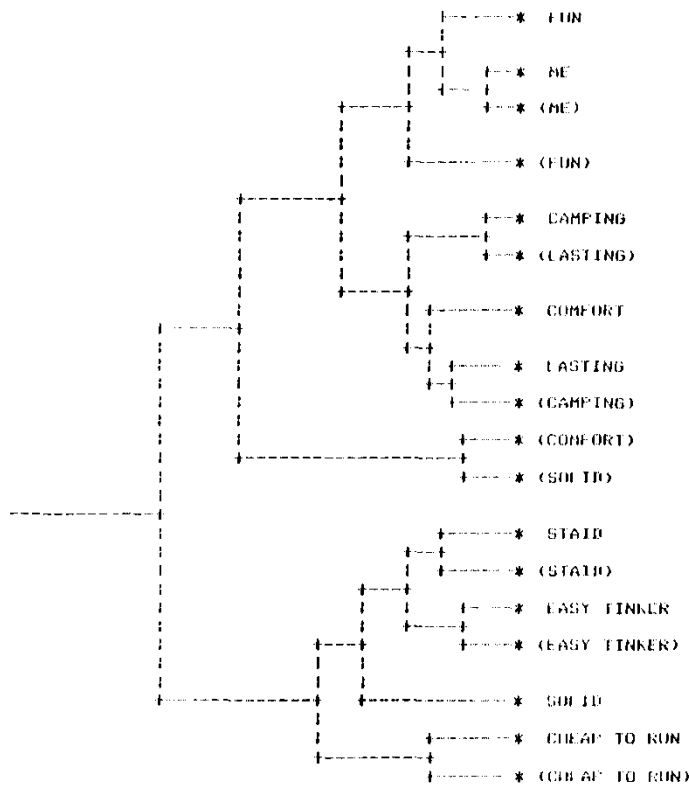 * FUN
* ME
* (ME)
* (FUN)
* CAMPING
* (LASTING)
* COMFORT
* LASTING
* (CAMPING)
* (COMFORT)
* (SOLID)
* STAID
* (STAID)
* EASY TINKER
* (EASY TINKER)
* SOLID
* CHEAP TO RUN
* (CHEAP TO RUN)